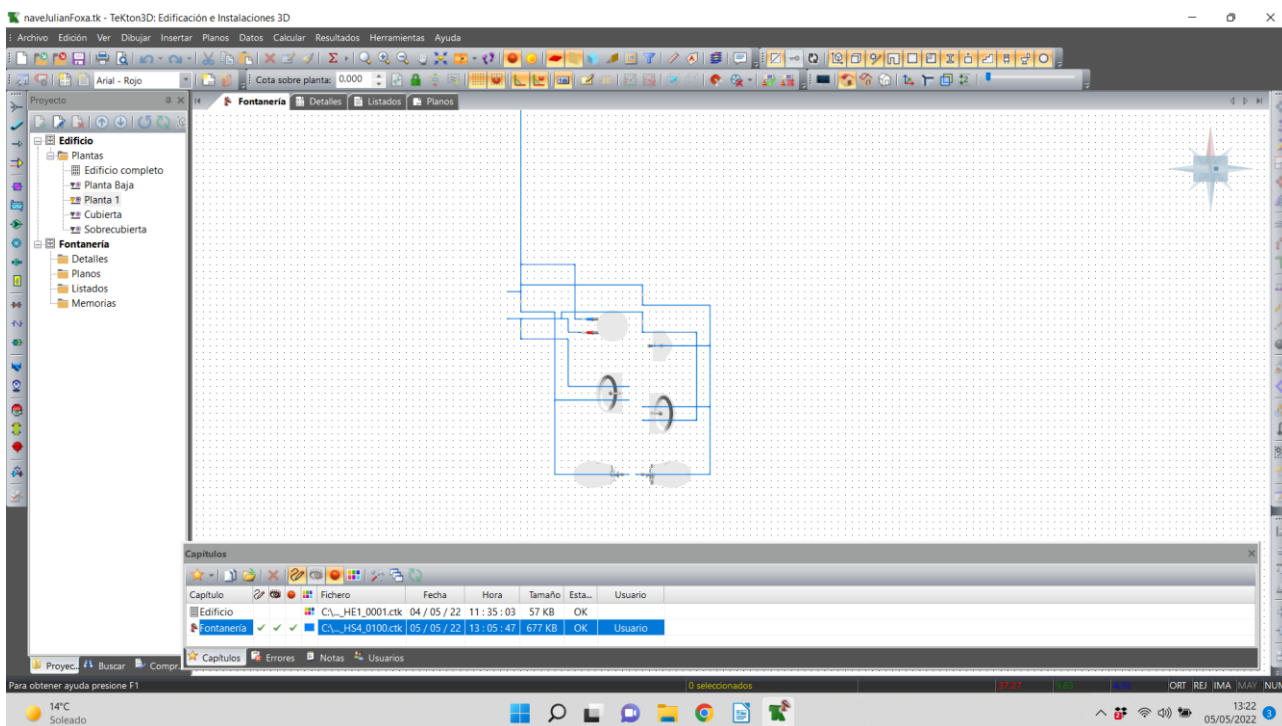 naveJulianFoxa.tk - TeKton3D: Edificación e Instalaciones 3D
Archivo Edición Ver Dibujar Insertar Planos Datos Calcular Resultados Herramientas Ayuda
Arial - Rojo Cota sobre planta: 0.000
Proyecto
Fontanería Detalles Listados Planos
Edificio
Plantas
Edificio completo
Planta Baja
Planta 1
Cubierta
Sobrecubierta
Fontanería
Detalles
Planos
Listados
Memorias
Capítulos
Capítulo Fichero Fecha Hora Tamaño Esta... Usuario
Edificio C:\..._HE1_0001.ctk 04 / 05 / 22 11 : 35 : 03 57 KB OK
Fontanería C:\..._HS4_0100.ctk 05 / 05 / 22 13 : 05 : 47 677 KB OK Usuario
Capítulos Errores Notas Usuarios
Proyec... Buscar Compr...
Para obtener ayuda presione F1 0 seleccionados 37.27 ORT REJ IMA MAY NUM
14°C
Soleado
13:22
05/05/2022
3